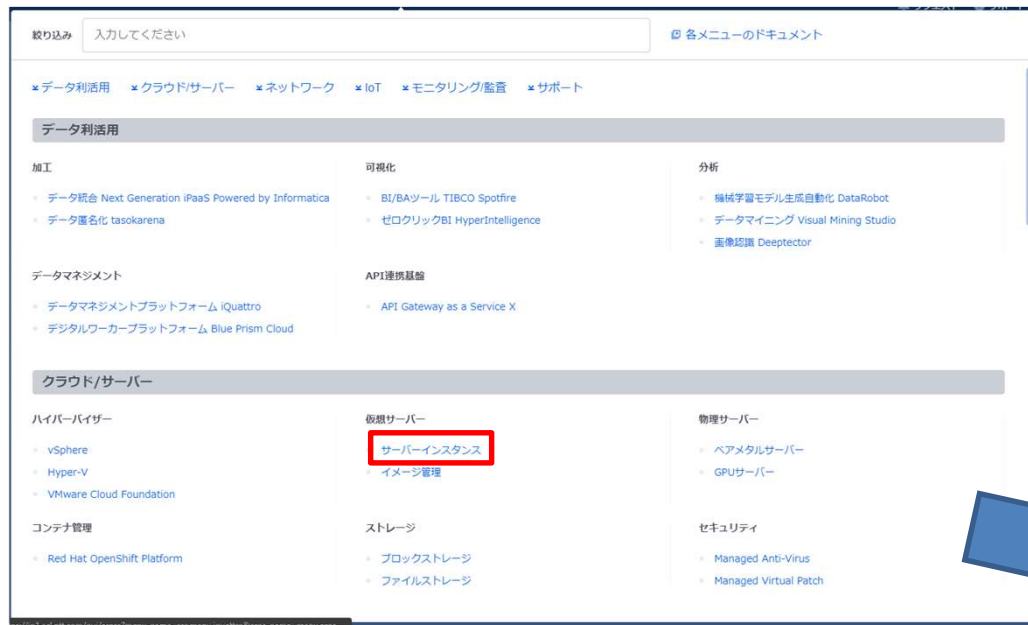 絞り込み 入力してください 各メニューのドキュメント
データ利活用 クラウド/サーバー ネットワーク IoT モニタリング/監査 サポート
データ利活用
加工 可視化 分析
データ統合 Next Generation iPaaS Powered by Informatica BI/BAツール TIBCO Spotfire 機械学習モデル生成自動化 DataRobot
データ匿名化 tasokarena ゼロクリックBI HyperIntelligence データマイニング Visual Mining Studio
画像認識 Deeptector
データマネジメント API連携基盤
データマネジメントプラットフォーム iQuattro API Gateway as a Service X
デジタルワーカープラットフォーム Blue Prism Cloud
クラウド/サーバー
ハイパーバイザー 仮想サーバー 物理サーバー
vSphere サーバーインスタンス ベアメタルサーバー
Hyper-V イメージ管理 GPUサーバー
VMware Cloud Foundation
コンテナ管理 ストレージ セキュリティ
Red Hat OpenShift Platform ブロックストレージ Managed Anti-Virus
ファイルストレージ Managed Virtual Patch